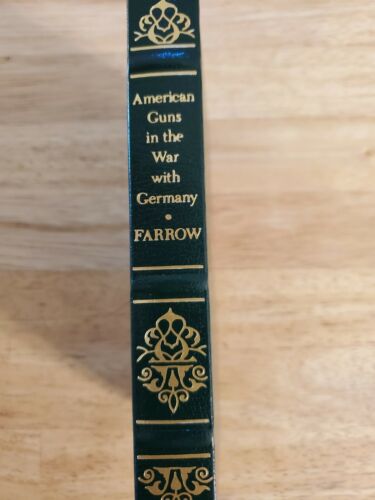 American
Guns
in the
War
with
Germany
•
FARROW